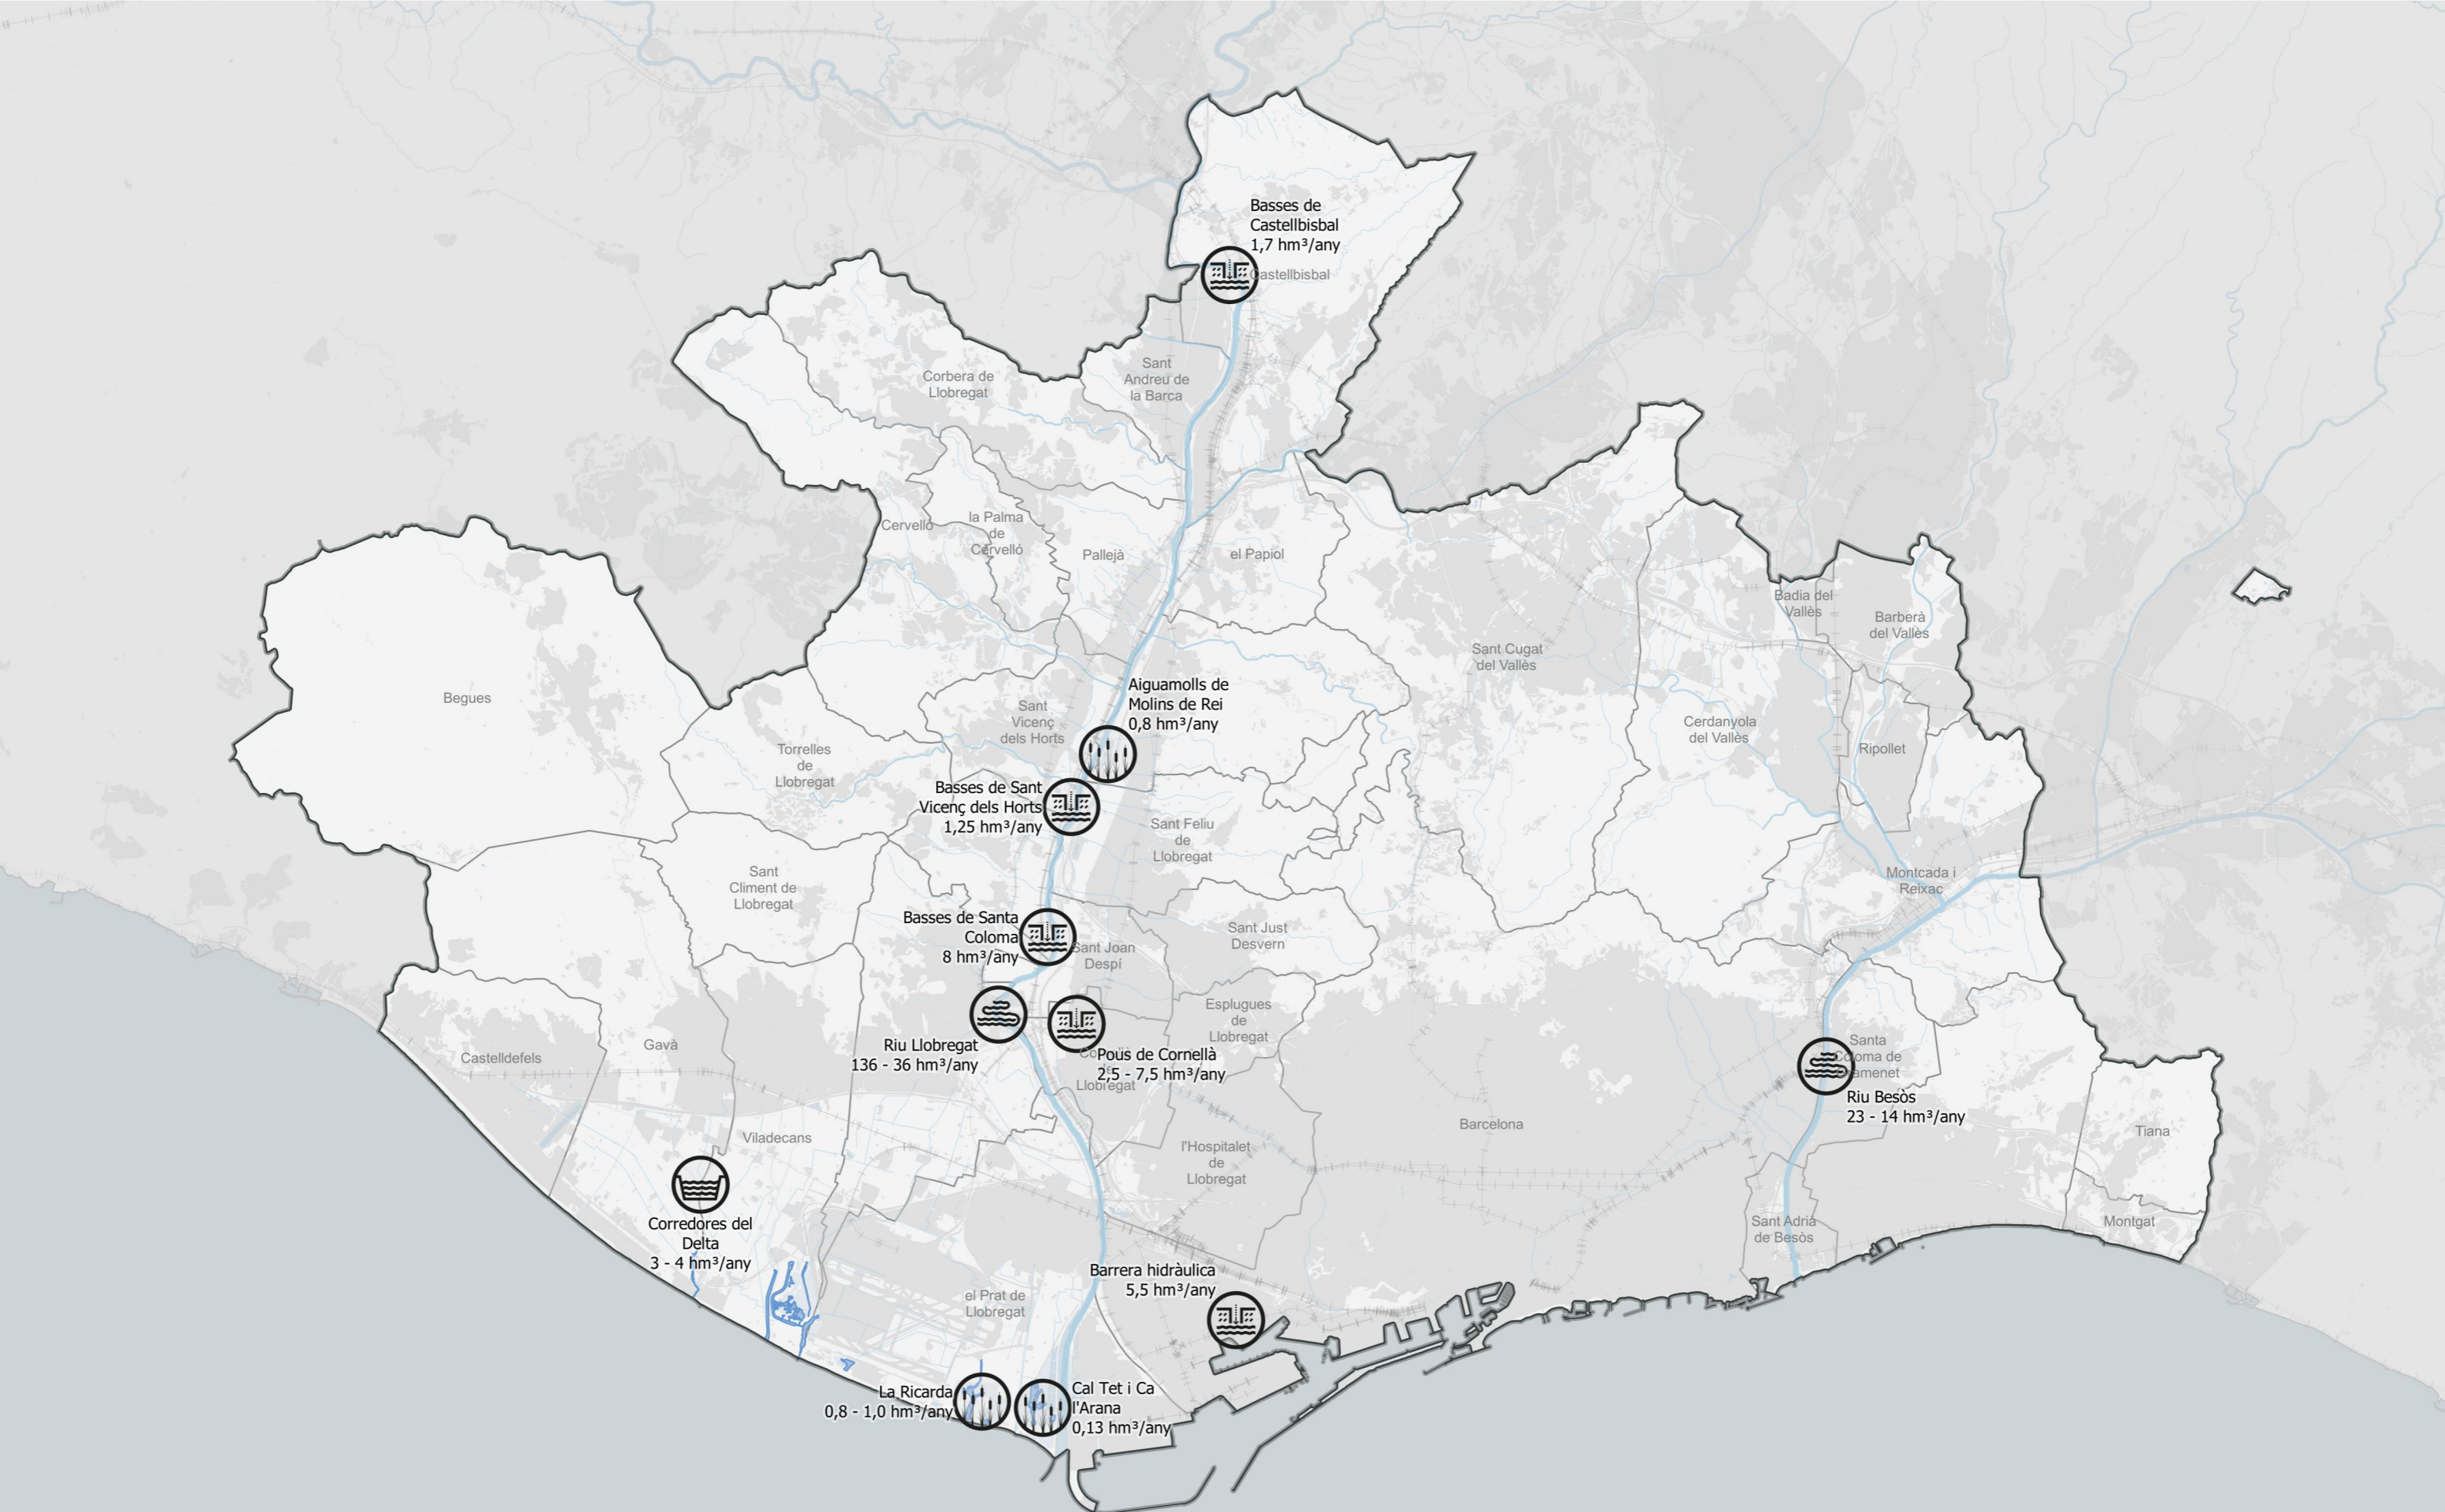 Basses de
Castellbisbal
1,7 hm³/any
Castellbisbal
Sant
Andreu de
la Barca
Corbera de
Llobregat
Cervelló
la Palma
de
Cervelló
Pallejà
el Papiol
Badia del
Vallès
Barberà
del Vallès
Sant Cugat
del Vallès
Begues
Aiguamolls de
Molins de Rei
0,8 hm³/any
Sant
Vicenç
dels Horts
Cerdanyola
del Vallès
Ripollet
Torrelles
de
Llobregat
Basses de Sant
Vicenç dels Horts
1,25 hm³/any
Sant Feliu
de
Llobregat
Sant
Climent de
Llobregat
Montcada i
Reixac
Basses de Santa
Coloma
8 hm³/any
Sant Joan
Despí
Sant Just
Desvern
Esplugues
de
Llobregat
Riu Llobregat
136 - 36 hm³/any
Pous de Cornellà
2,5 - 7,5 hm³/any
Llobregat
Castelldefels
Gavà
Santa
Coloma de
Gramenet
Riu Besòs
23 - 14 hm³/any
Barcelona
Tiana
Viladecans
l'Hospitalet
de
Llobregat
Corredores del
Delta
3 - 4 hm³/any
Sant Adrià
de Besòs
Montgat
Barrera hidràulica
5,5 hm³/any
el Prat de
Llobregat
La Ricarda
0,8 - 1,0 hm³/any
Cal Tet i Ca
l'Arana
0,13 hm³/any